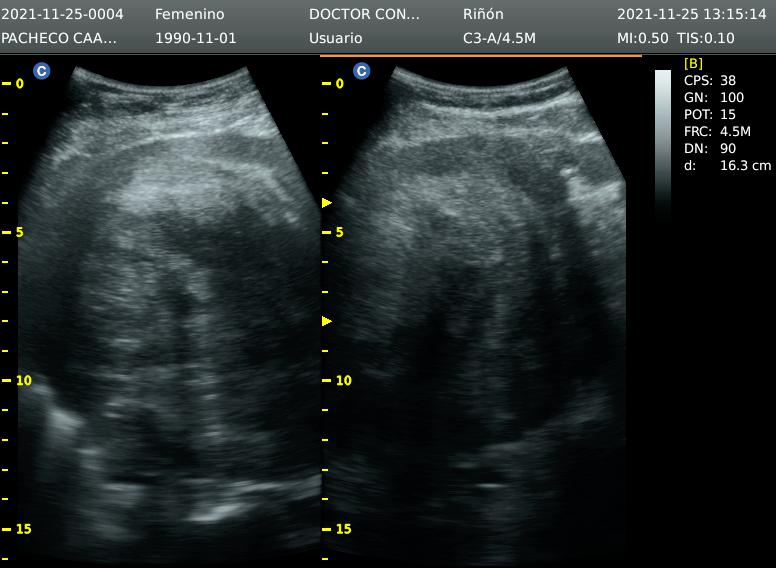 2021-11-25-0004 Femenino DOCTOR CON... Riñón 2021-11-25 13:15:14
PACHECO CAA... 1990-11-01 Usuario C3-A/4.5M MI:0.50 TIS:0.10
C C
[B]
CPS: 38
GN: 100
POT: 15
FRC: 4.5M
DN: 90
d: 16.3 cm
0 0
5 5
10 10
15 15